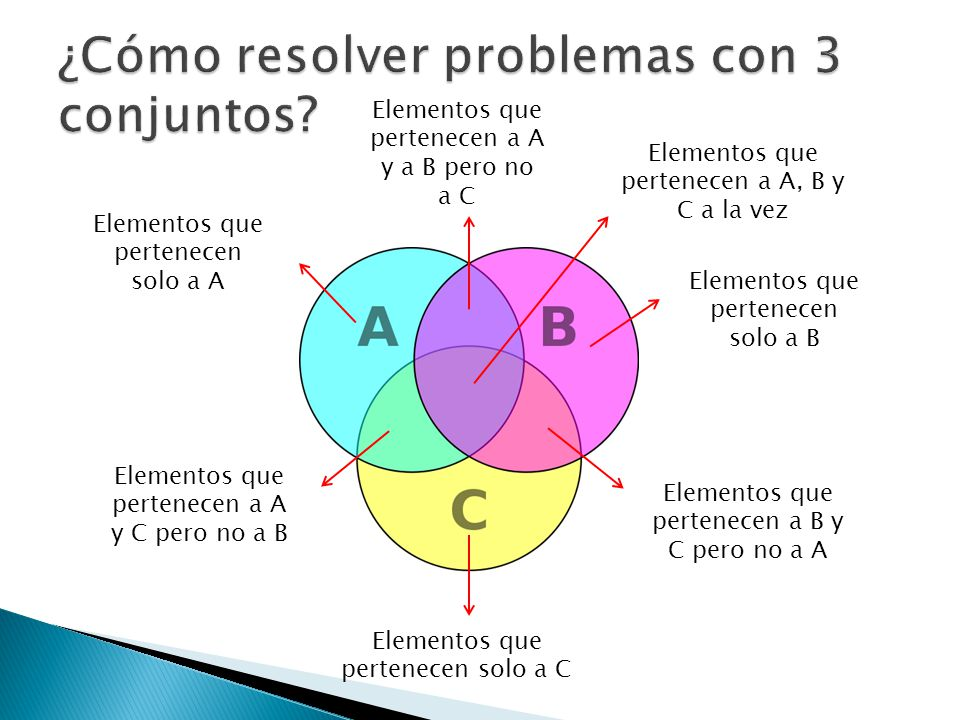 ¿Cómo resolver problemas con 3
conjuntos?
Elementos que
pertenecen a A
y a B pero no
a C
Elementos que
pertenecen a A, B y
C a la vez
Elementos que
pertenecen
solo a A
Elementos que
pertenecen
solo a B
A
B
C
Elementos que
pertenecen a A
y C pero no a B
Elementos que
pertenecen a B y
C pero no a A
Elementos que
pertenecen solo a C